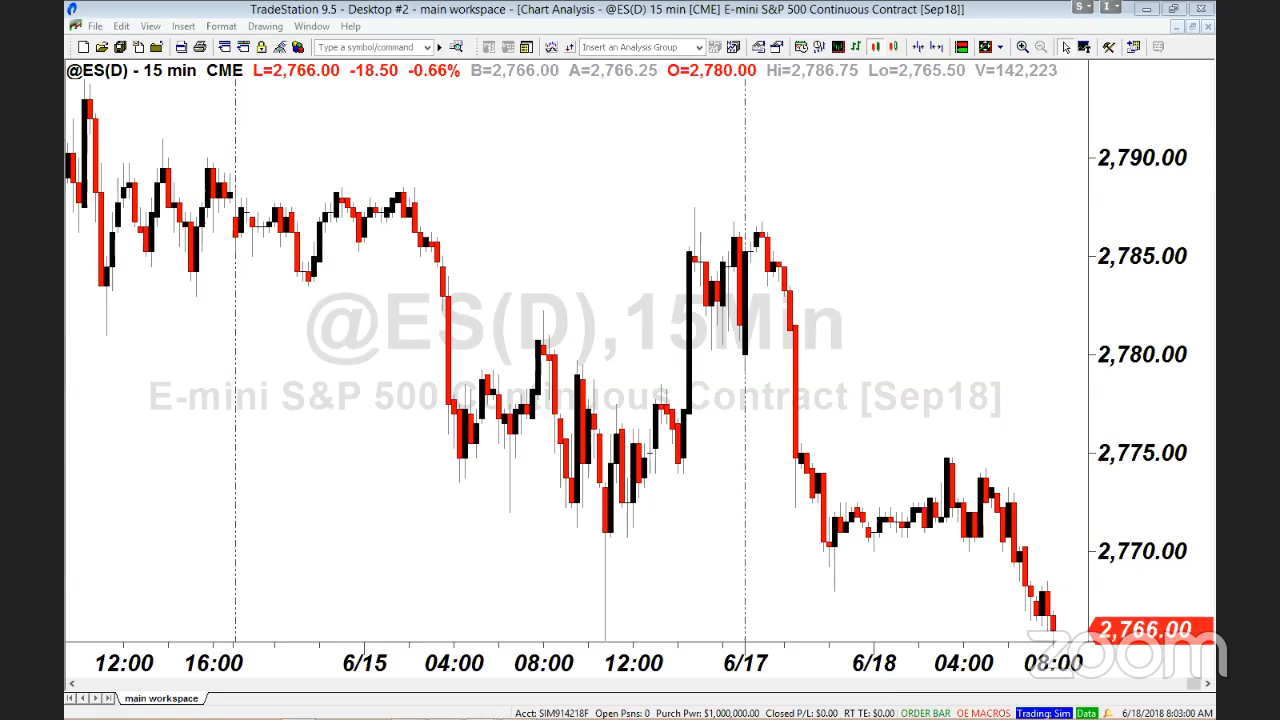 TradeStation 9.5 - Desktop #2 - main workspace - [Chart Analysis - @ES(D) 15 min [CME] E-mini S&P 500 Continuous Contract [Sep18]]
File Edit View Insert Format Drawing Window Help
Type a symbol/command Insert an Analysis Group
@ES(D) - 15 min CME L=2,766.00 -18.50 -0.66% B=2,766.00 A=2,766.25 O=2,780.00 Hi=2,786.75 Lo=2,765.50 V=142,223
2,790.00
2,785.00
@ES(D),15Min
2,780.00
E-mini S&P 500 Continuous Contract [Sep18]
2,775.00
2,770.00
2,766.00
zoom
12:00 16:00 6/15 04:00 08:00 12:00 6/17 6/18 04:00 08:00
main workspace
Acct: SIM914218F Open Psns: 0 Purch Pwr: $1,000,000.00 Closed P/L: $0.00 RT TE: $0.00 ORDER BAR OE MACROS Trading: Sim Data 6/18/2018 8:03:00 AM